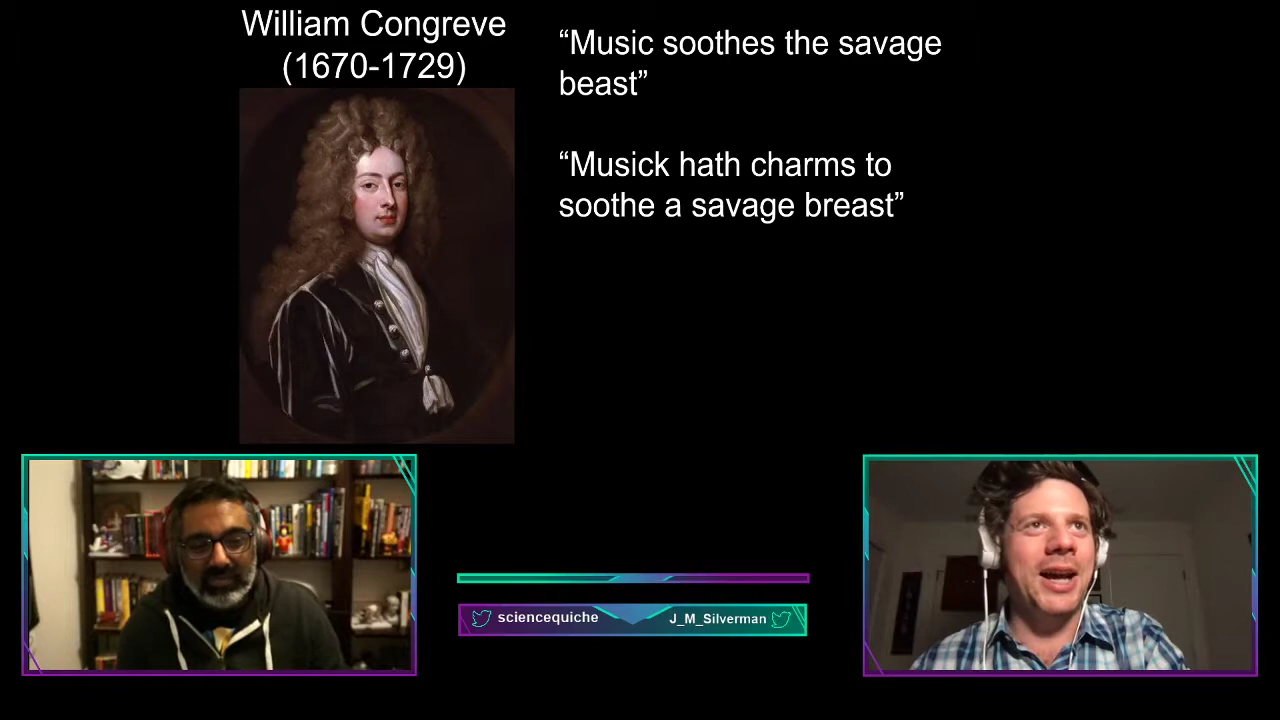 William Congreve
(1670-1729)
“Music soothes the savage
beast”
“Musick hath charms to
soothe a savage breast”
sciencequiche
J_M_Silverman